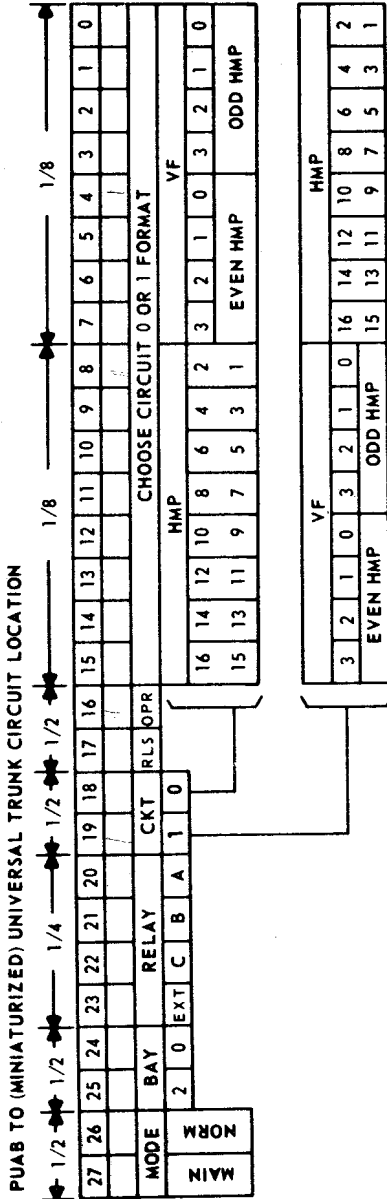 PUAB TO (MINIATURIZED) UNIVERSAL TRUNK CIRCUIT LOCATION
1/2 1/2 1/4 1/2 1/2 1/8 1/8
27 26 25 24 23 22 21 20 19 18 17 16 15 14 13 12 11 10 9 8 7 6 5 4 3 2 1 0
MODE BAY RELAY CKT RLS OPR CHOOSE CIRCUIT 0 OR 1 FORMAT
MAIN NORM 2 0 EXT C B A 1 0
HMP VF
16 14 12 10 8 6 4 2 3 2 1 0 3 2 1 0
15 13 11 9 7 5 3 1 EVEN HMP ODD HMP
VF HMP
3 2 1 0 3 2 1 0 16 14 12 10 8 6 4 2
EVEN HMP ODD HMP 15 13 11 9 7 5 3 1